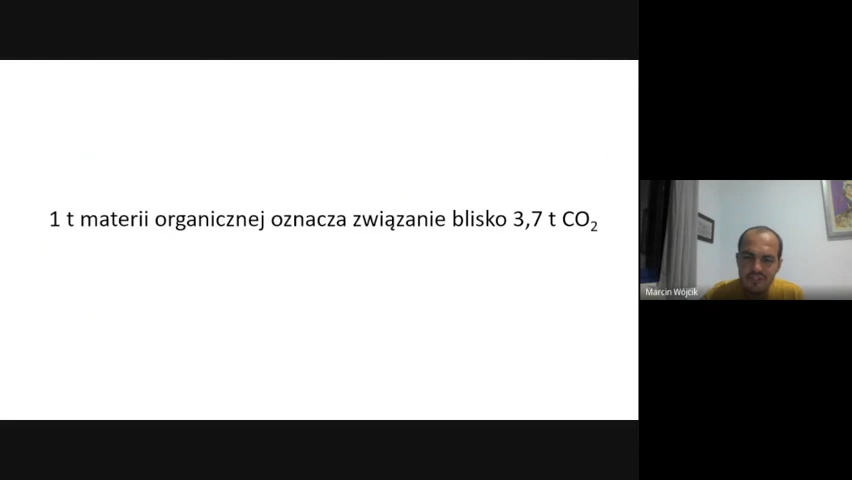 1 t materii organicznej oznacza związanie blisko 3,7 t CO₂
Marcin Wójcik